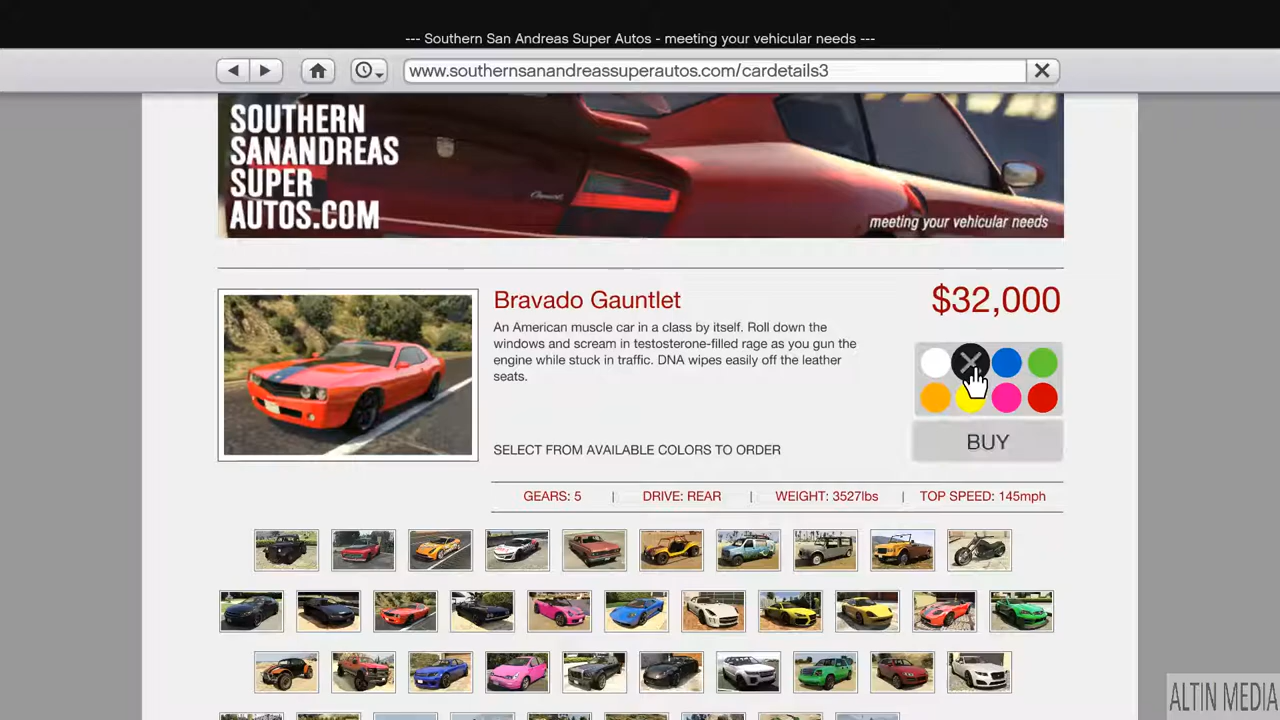 --- Southern San Andreas Super Autos - meeting your vehicular needs ---
www.southernsanandreassuperautos.com/cardetails3
SOUTHERN
SANANDREAS
SUPER
AUTOS.COM
meeting your vehicular needs
Bravado Gauntlet
$32,000
An American muscle car in a class by itself. Roll down the
windows and scream in testosterone-filled rage as you gun the
engine while stuck in traffic. DNA wipes easily off the leather
seats.
SELECT FROM AVAILABLE COLORS TO ORDER
BUY
GEARS: 5 | DRIVE: REAR | WEIGHT: 3527lbs | TOP SPEED: 145mph
ALTIN MEDIA